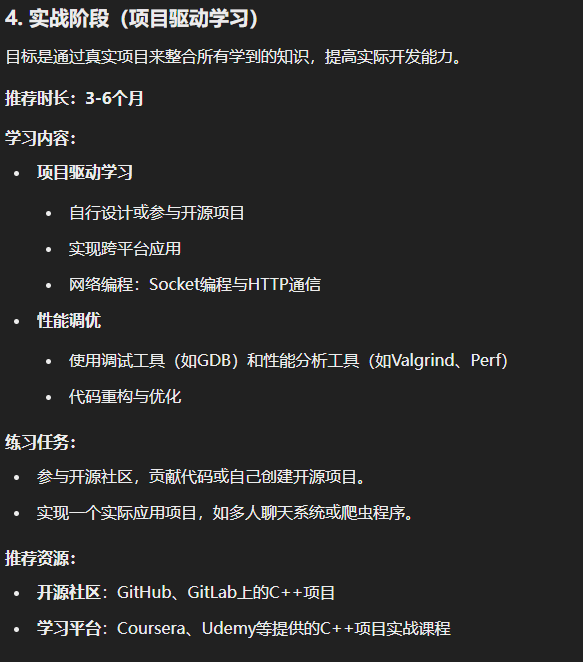 4. 实战阶段（项目驱动学习）
目标是通过真实项目来整合所有学到的知识，提高实际开发能力。
推荐时长：3-6个月
学习内容：
• 项目驱动学习
• 自行设计或参与开源项目
• 实现跨平台应用
• 网络编程：Socket编程与HTTP通信
• 性能调优
• 使用调试工具（如GDB）和性能分析工具（如Valgrind、Perf）
• 代码重构与优化
练习任务：
• 参与开源社区，贡献代码或自己创建开源项目。
• 实现一个实际应用项目，如多人聊天系统或爬虫程序。
推荐资源：
• 开源社区：GitHub、GitLab上的C++项目
• 学习平台：Coursera、Udemy等提供的C++项目实战课程